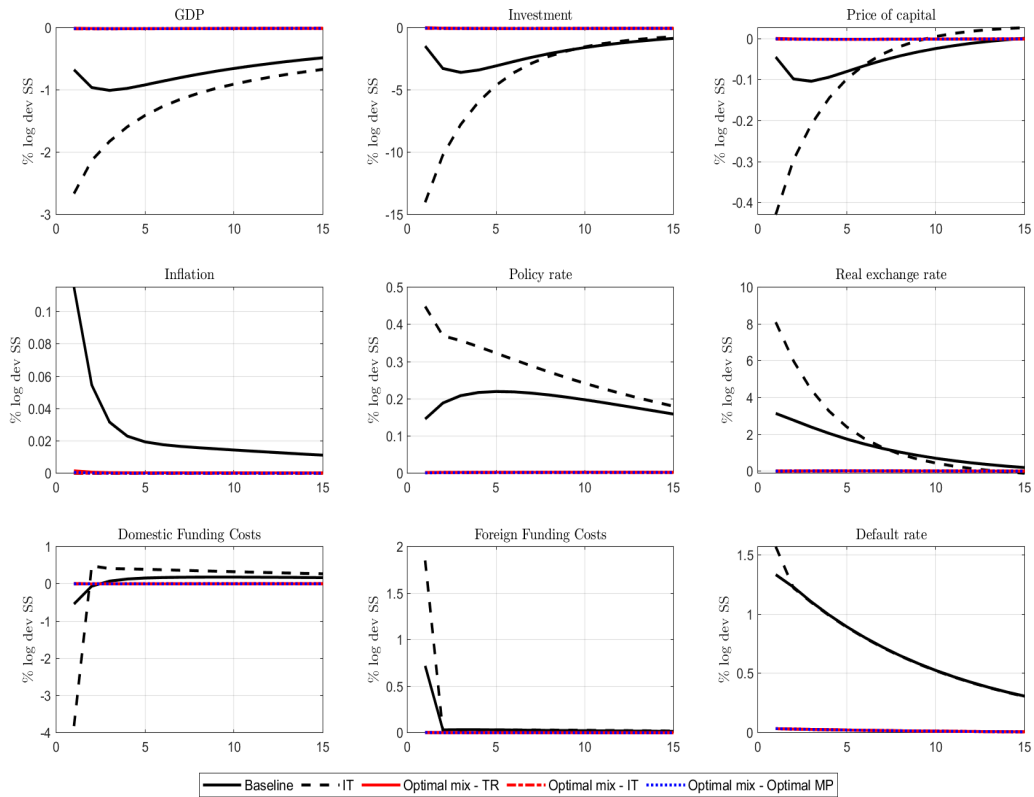 GDP
Investment
Price of capital
% log dev SS
0
-1
-2
-3
0 5 10 15
% log dev SS
0
-5
-10
-15
0 5 10 15
% log dev SS
0
-0.1
-0.2
-0.3
-0.4
0 5 10 15
Inflation
Policy rate
Real exchange rate
% log dev SS
0.1
0.08
0.06
0.04
0.02
0
0 5 10 15
% log dev SS
0.5
0.4
0.3
0.2
0.1
0
0 5 10 15
% log dev SS
10
8
6
4
2
0
0 5 10 15
Domestic Funding Costs
Foreign Funding Costs
Default rate
% log dev SS
1
0
-1
-2
-3
-4
0 5 10 15
% log dev SS
2
1.5
1
0.5
0
0 5 10 15
% log dev SS
1.5
1
0.5
0
0 5 10 15
Baseline IT Optimal mix - TR Optimal mix - IT Optimal mix - Optimal MP